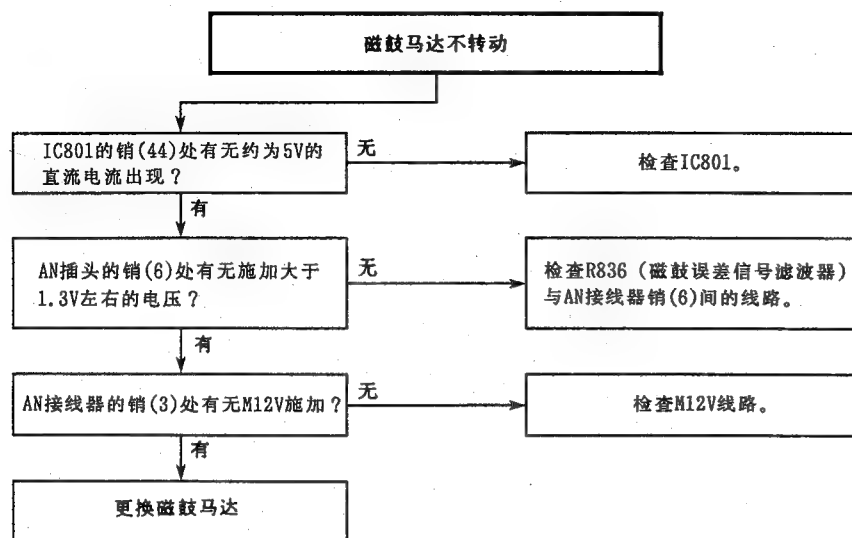 磁鼓马达不转动
IC801的销(44)处有无约为5V的
直流电流出现？
无
检查IC801。
有
AN插头的销(6)处有无施加大于
1.3V左右的电压？
无
检查R836（磁鼓误差信号滤波器）
与AN接线器销(6)间的线路。
有
AN接线器的销(3)处有无M12V施加？
无
检查M12V线路。
有
更换磁鼓马达